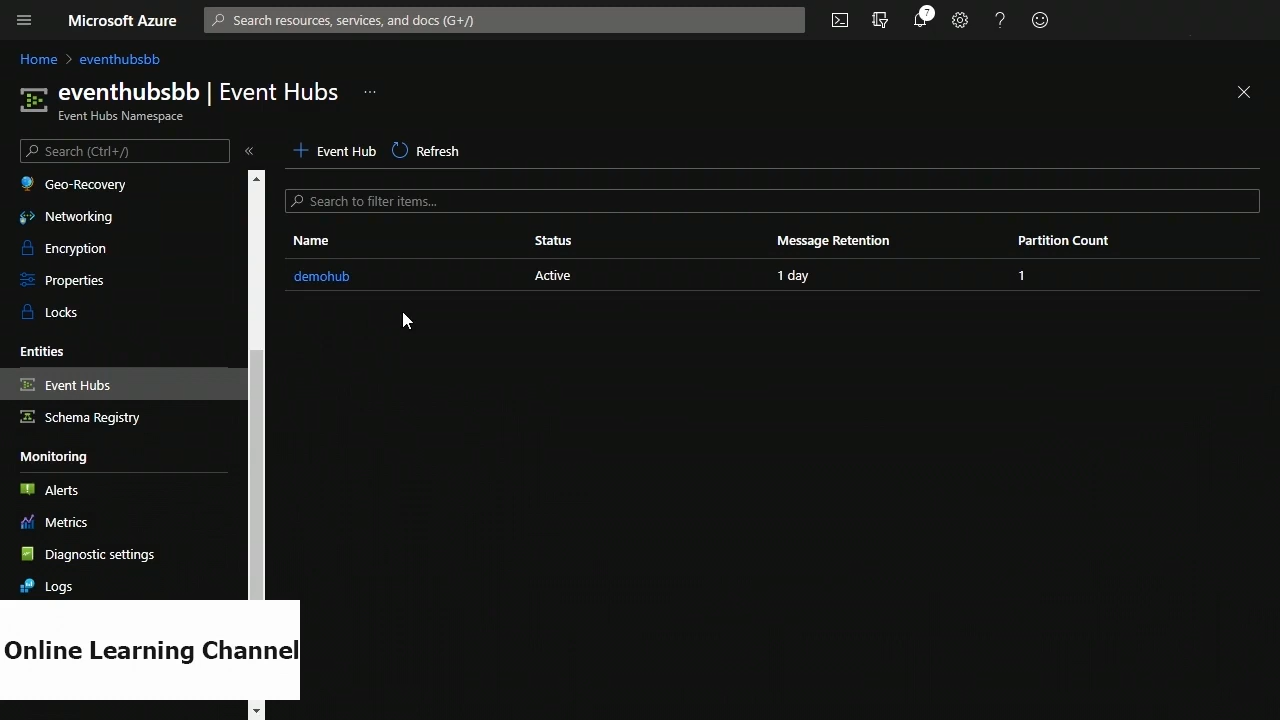 Microsoft Azure
Search resources, services, and docs (G+/)
7
Home > eventhubsbb
eventhubsbb | Event Hubs ...
Event Hubs Namespace
Search (Ctrl+/)
«
+ Event Hub
Refresh
Geo-Recovery
Networking
Encryption
Properties
Locks
Entities
Event Hubs
Schema Registry
Monitoring
Alerts
Metrics
Diagnostic settings
Logs
Search to filter items...
Name Status Message Retention Partition Count
demohub Active 1 day 1
Online Learning Channel